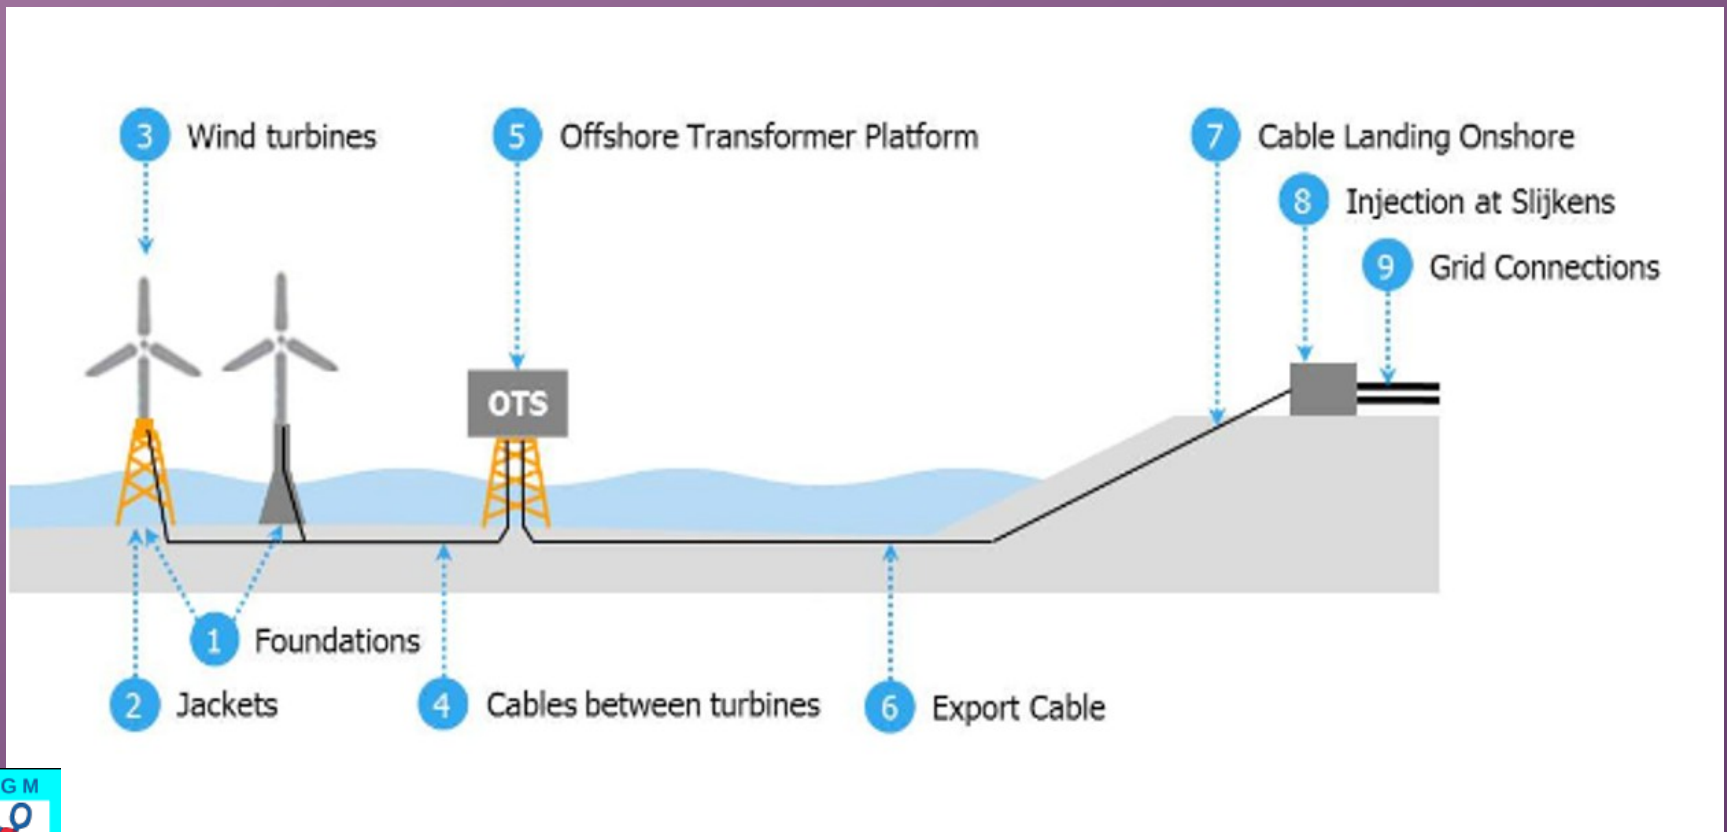 3 Wind turbines
5 Offshore Transformer Platform
7 Cable Landing Onshore
8 Injection at Slijkens
9 Grid Connections
OTS
1 Foundations
2 Jackets
4 Cables between turbines
6 Export Cable
G M